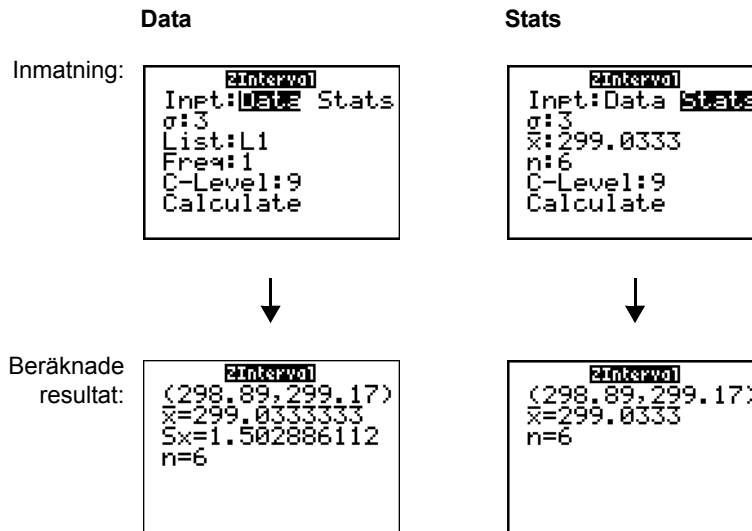 Data
Stats
Inmatning:
ZInterval
Inpt:Data Stats
σ:3
List:L1
Freq:1
C-Level:9
Calculate
ZInterval
Inpt:Data Stats
σ:3
x̄:299.0333
n:6
C-Level:9
Calculate
Beräknade
resultat:
ZInterval
(298.89,299.17)
x̄=299.0333333
Sx=1.502886112
n=6
ZInterval
(298.89,299.17)
x̄=299.0333
n=6